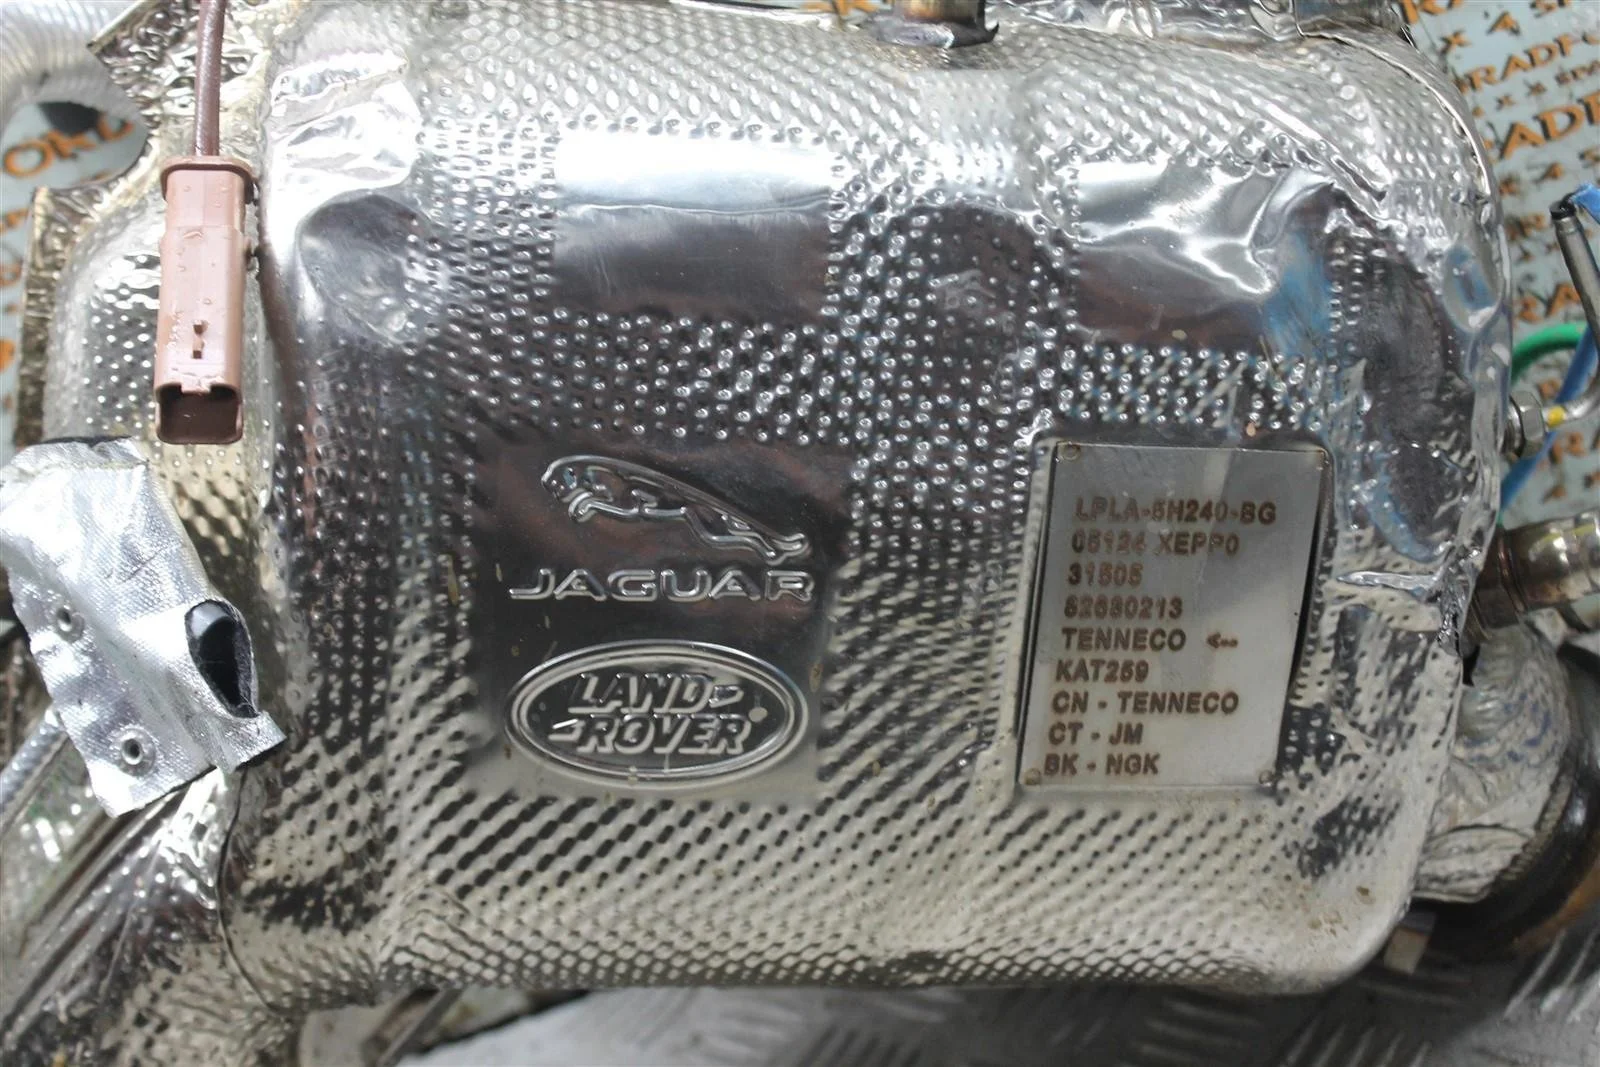 JAGUAR
LAND-
-ROVER
LPLA-5H240-BG
05124 XEPP0
31505
82680213
TENNECO <--
KAT259
CN - TENNECO
CT - JM
BK - NGK